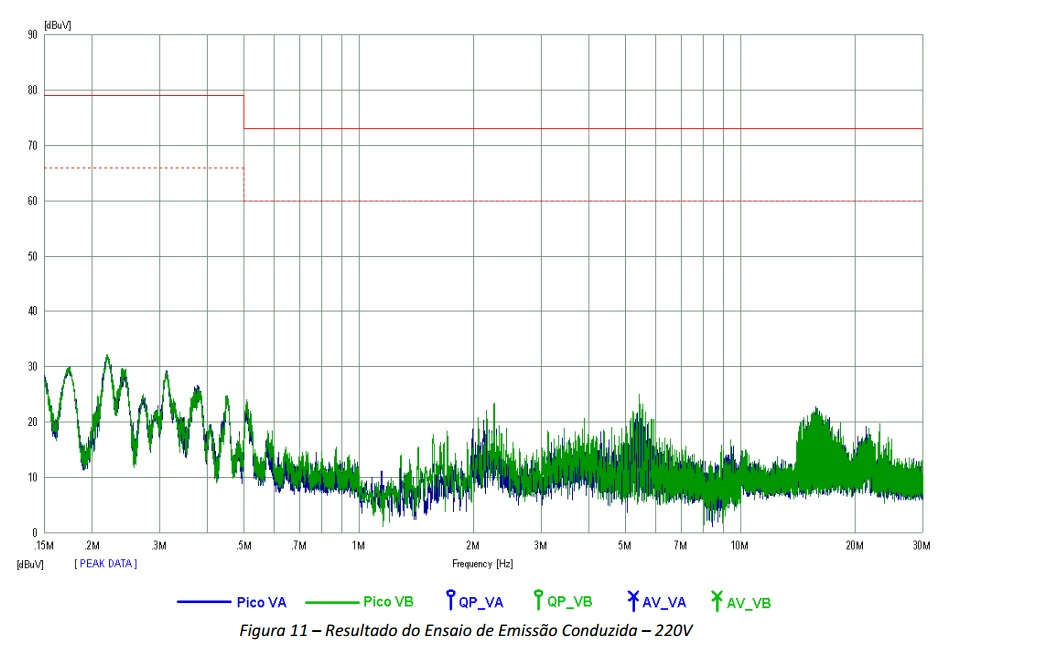 [dBuV]
90
80
70
60
50
40
30
20
10
0
.15M .2M .3M .5M .7M 1M 2M 3M 5M 7M 10M 20M 30M
[dBuV] [ PEAK DATA ] Frequency [Hz]
Pico VA Pico VB QP_VA QP_VB AV_VA AV_VB
Figura 11 – Resultado do Ensaio de Emissão Conduzida – 220V